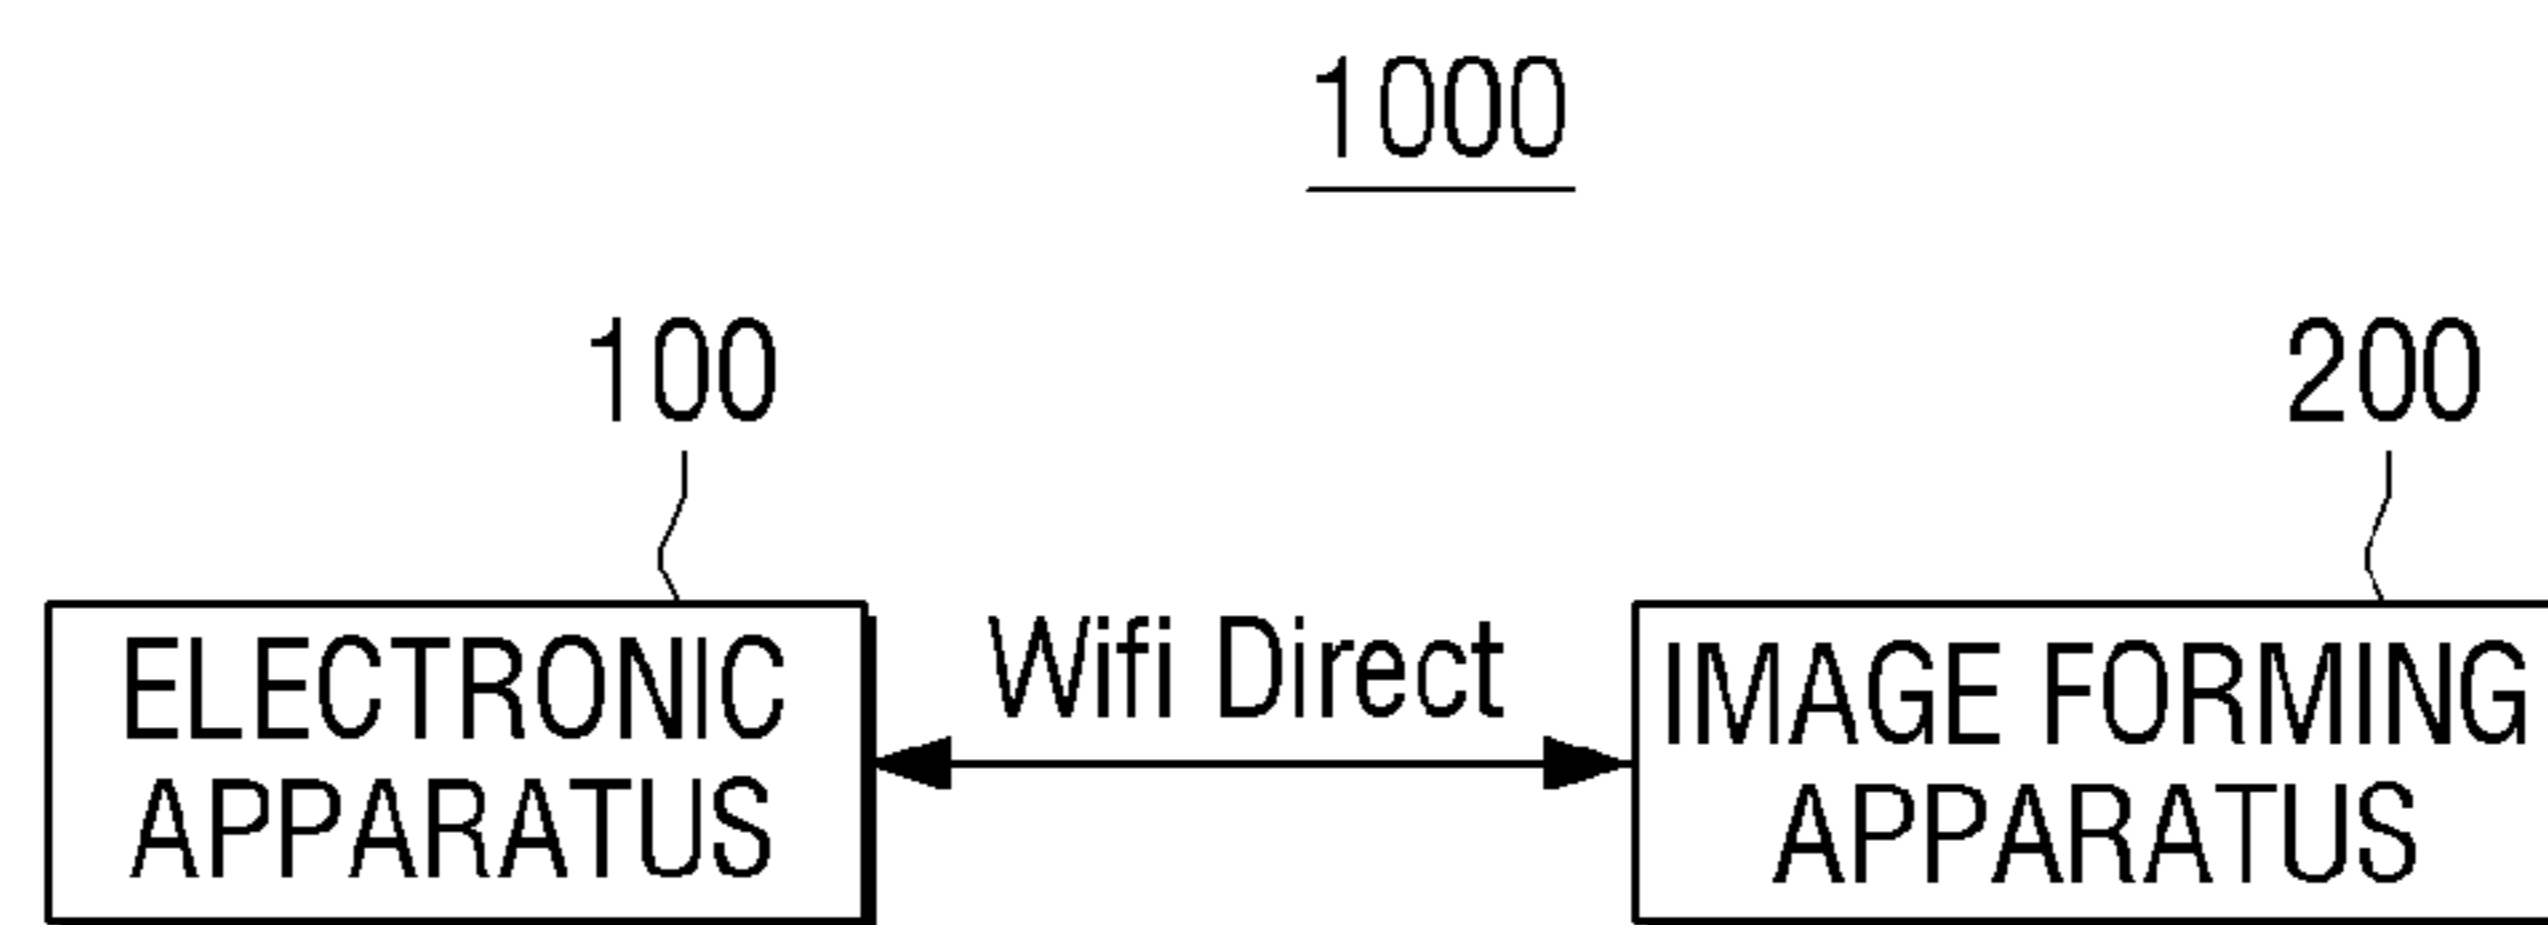 1000
100
200
ELECTRONIC
APPARATUS
Wifi Direct
IMAGE FORMING
APPARATUS